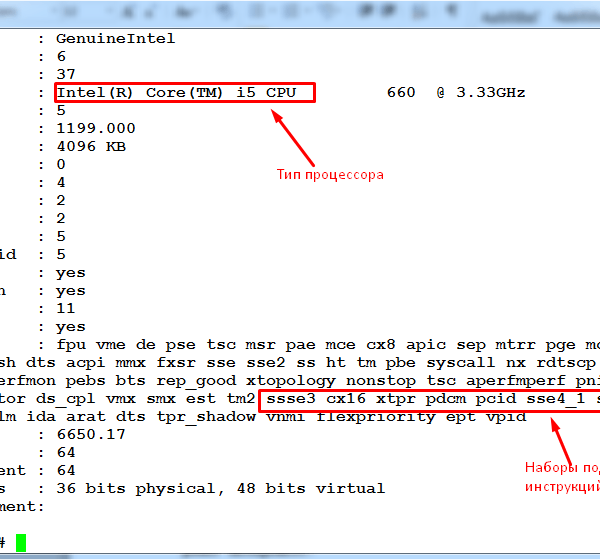 : GenuineIntel
: 6
: 37
: Intel(R) Core(TM) i5 CPU 660 @ 3.33GHz
: 5
: 1199.000
: 4096 KB
Тип процессора
: 0
: 4
: 2
: 2
: 5
id : 5
: yes
n : yes
: 11
: yes
: fpu vme de pse tsc msr pae mce cx8 apic sep mtrr pge mc
sh dts acpi mmx fxsr sse sse2 ss ht tm pbe syscall nx rdtscp
erfmon pebs bts rep_good xtopology nonstop_tsc aperfmperf pni
tor ds_cpl vmx smx est tm2 ssse3 cx16 xtpr pdcm pcid sse4_1 s
lm ida arat dts tpr_shadow vnmi flexpriority ept vpid
: 6650.17
: 64
ment : 64
Наборы по
инструкций
s : 36 bits physical, 48 bits virtual
ment:
#